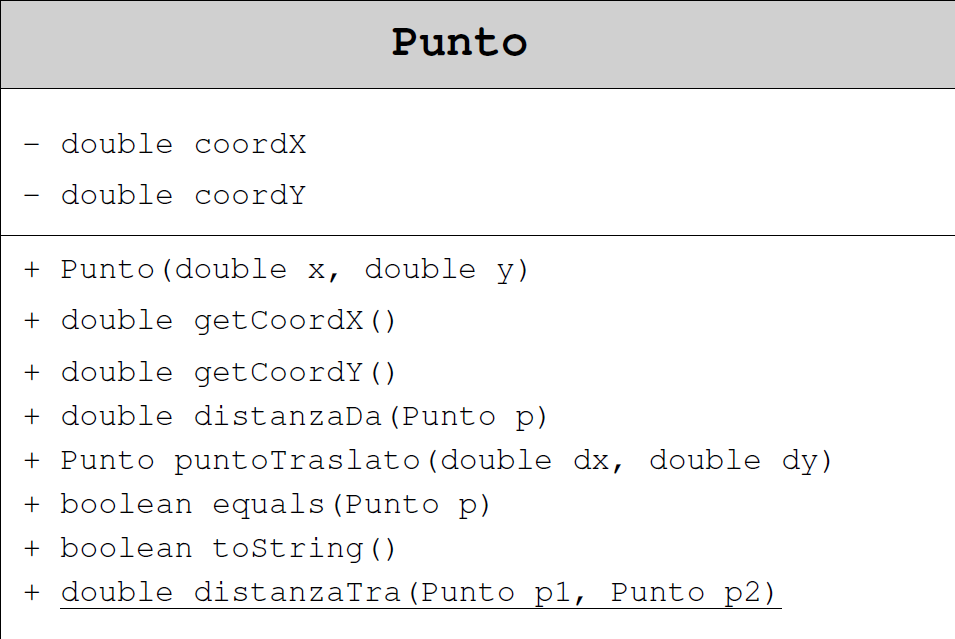 Punto
- double coordX
- double coordY
+ Punto(double x, double y)
+ double getCoordX()
+ double getCoordY()
+ double distanzaDa(Punto p)
+ Punto puntoTraslato(double dx, double dy)
+ boolean equals(Punto p)
+ boolean toString()
+ double distanzaTra(Punto p1, Punto p2)